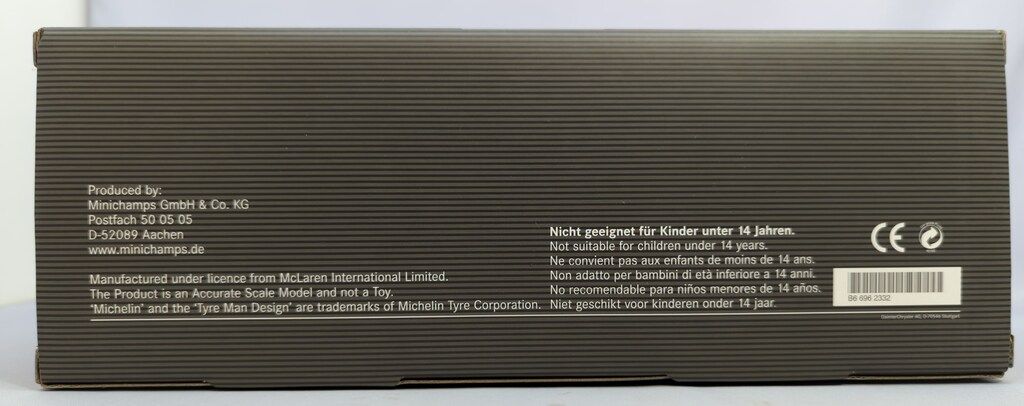 Produced by:
Minichamps GmbH & Co. KG
Postfach 50 05 05
D-52089 Aachen
www.minichamps.de
Manufactured under licence from McLaren International Limited.
The Product is an Accurate Scale Model and not a Toy.
'Michelin' and the 'Tyre Man Design' are trademarks of Michelin Tyre Corporation.
Nicht geeignet für Kinder unter 14 Jahren.
Not suitable for children under 14 years.
Ne convient pas aux enfants de moins de 14 ans.
Non adatto per bambini di età inferiore a 14 anni.
No recomendable para niños menores de 14 años.
Niet geschikt voor kinderen onder 14 jaar.
CE
B6 696 2332
DaimlerChrysler AG, D-70546 Stuttgart